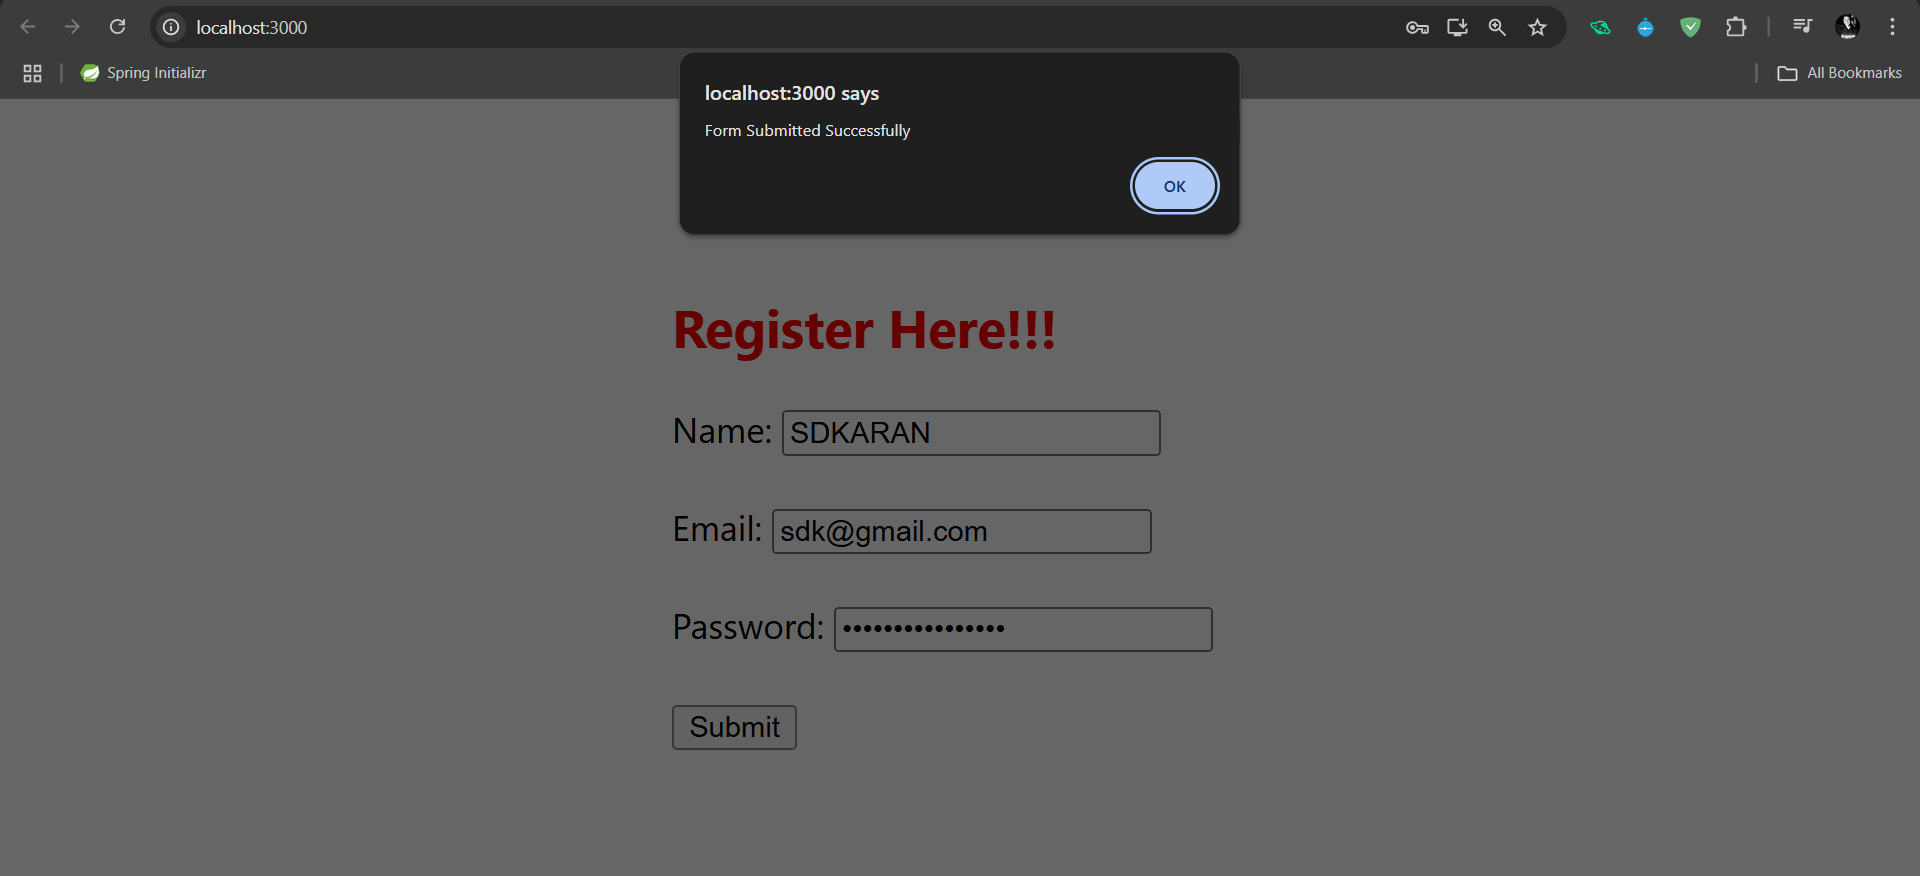 localhost:3000
Spring Initializr
All Bookmarks
localhost:3000 says
Form Submitted Successfully
OK
Register Here!!!
Name: SDKARAN
Email: sdk@gmail.com
Password: ••••••••••••••••
Submit